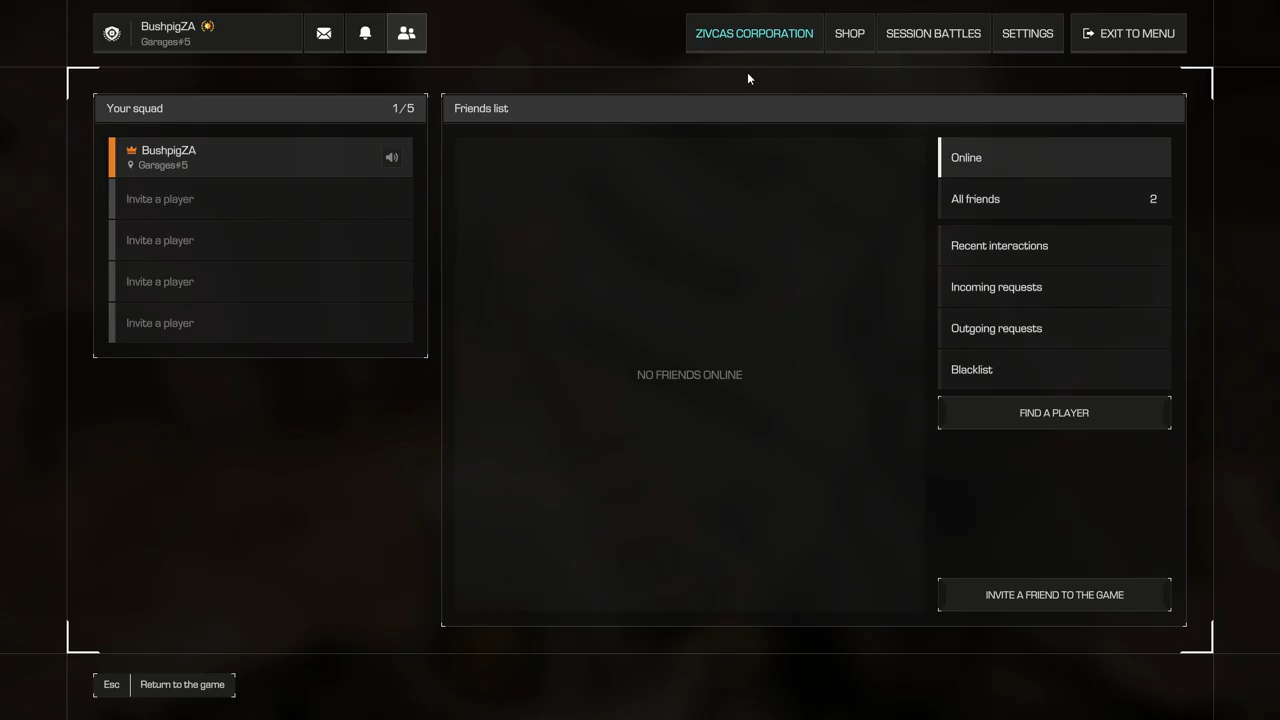 BushpigZA
Garages#5
ZIVCAS CORPORATION
SHOP
SESSION BATTLES
SETTINGS
EXIT TO MENU
Your squad 1/5
BushpigZA
Garages#5
Invite a player
Invite a player
Invite a player
Invite a player
Friends list
NO FRIENDS ONLINE
Online
All friends 2
Recent interactions
Incoming requests
Outgoing requests
Blacklist
FIND A PLAYER
INVITE A FRIEND TO THE GAME
Esc Return to the game